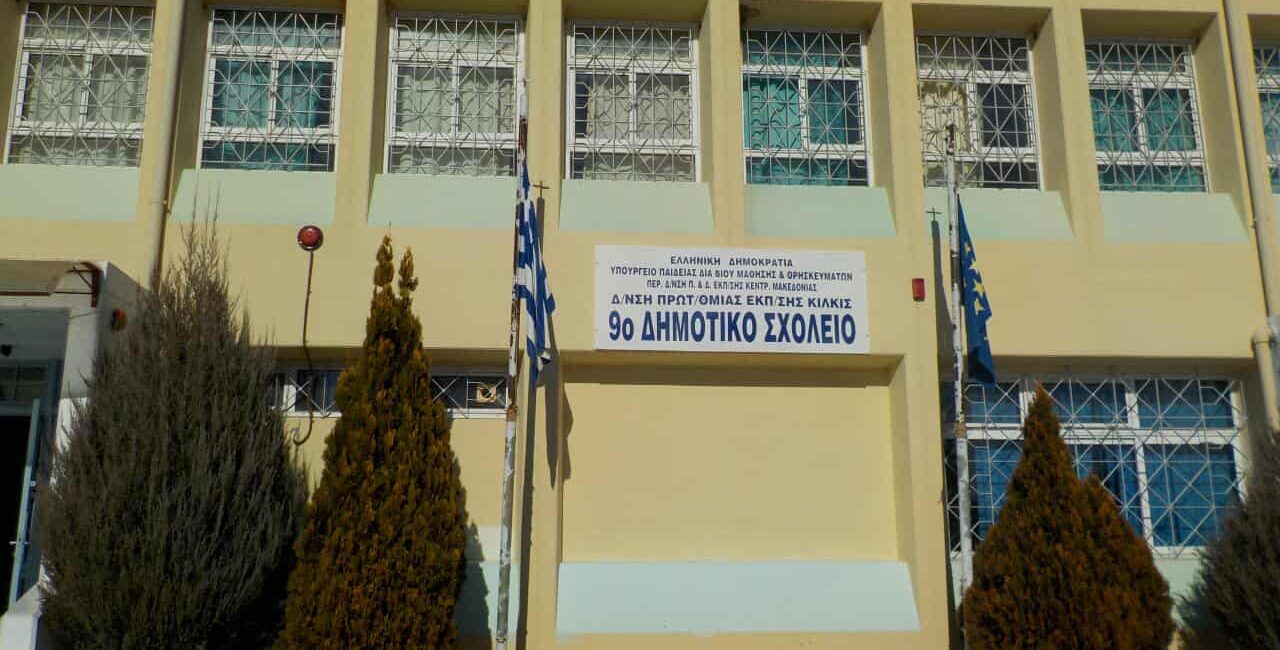 ΕΛΛΗΝΙΚΗ ΔΗΜΟΚΡΑΤΙΑ
ΥΠΟΥΡΓΕΙΟ ΠΑΙΔΕΙΑΣ ΔΙΑ ΒΙΟΥ ΜΑΘΗΣΗΣ & ΘΡΗΣΚΕΥΜΑΤΩΝ
ΠΕΡ. Δ/ΝΣΗ Π. & Δ. ΕΚΠ/ΣΗΣ ΚΕΝΤΡ. ΜΑΚΕΔΟΝΙΑΣ
Δ/ΝΣΗ ΠΡΩΤ/ΘΜΙΑΣ ΕΚΠ/ΣΗΣ ΚΙΛΚΙΣ
9ο ΔΗΜΟΤΙΚΟ ΣΧΟΛΕΙΟ